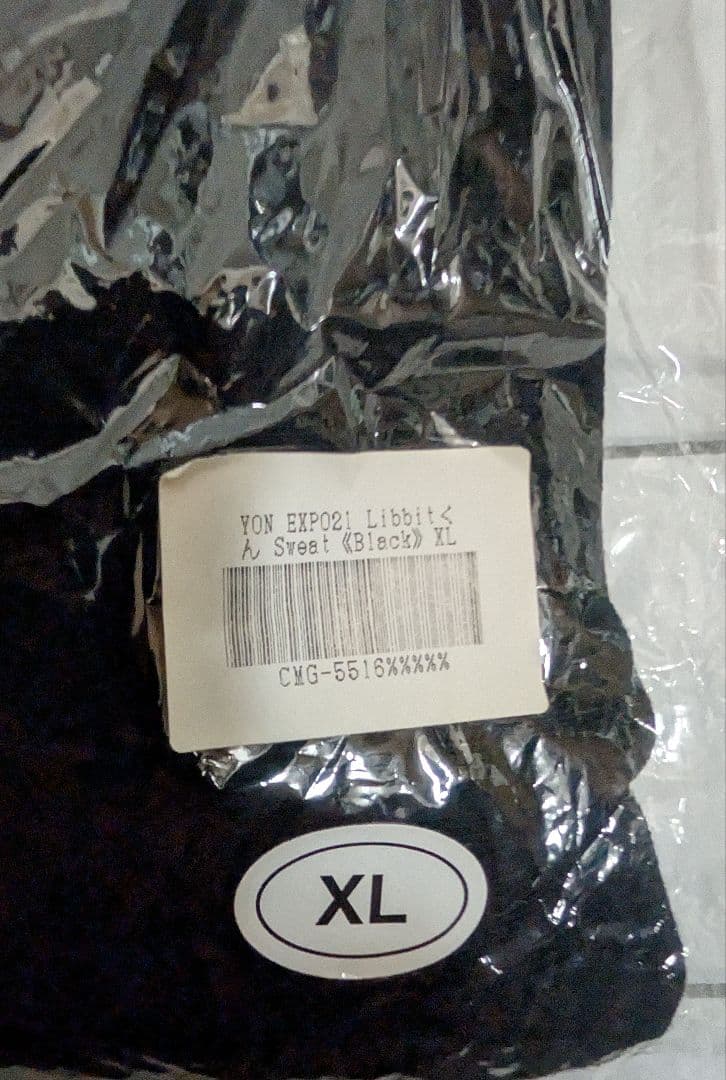 YON EXPO21 Libbitく
ん Sweat《Black》XL
CMG-5516%%%%%
XL